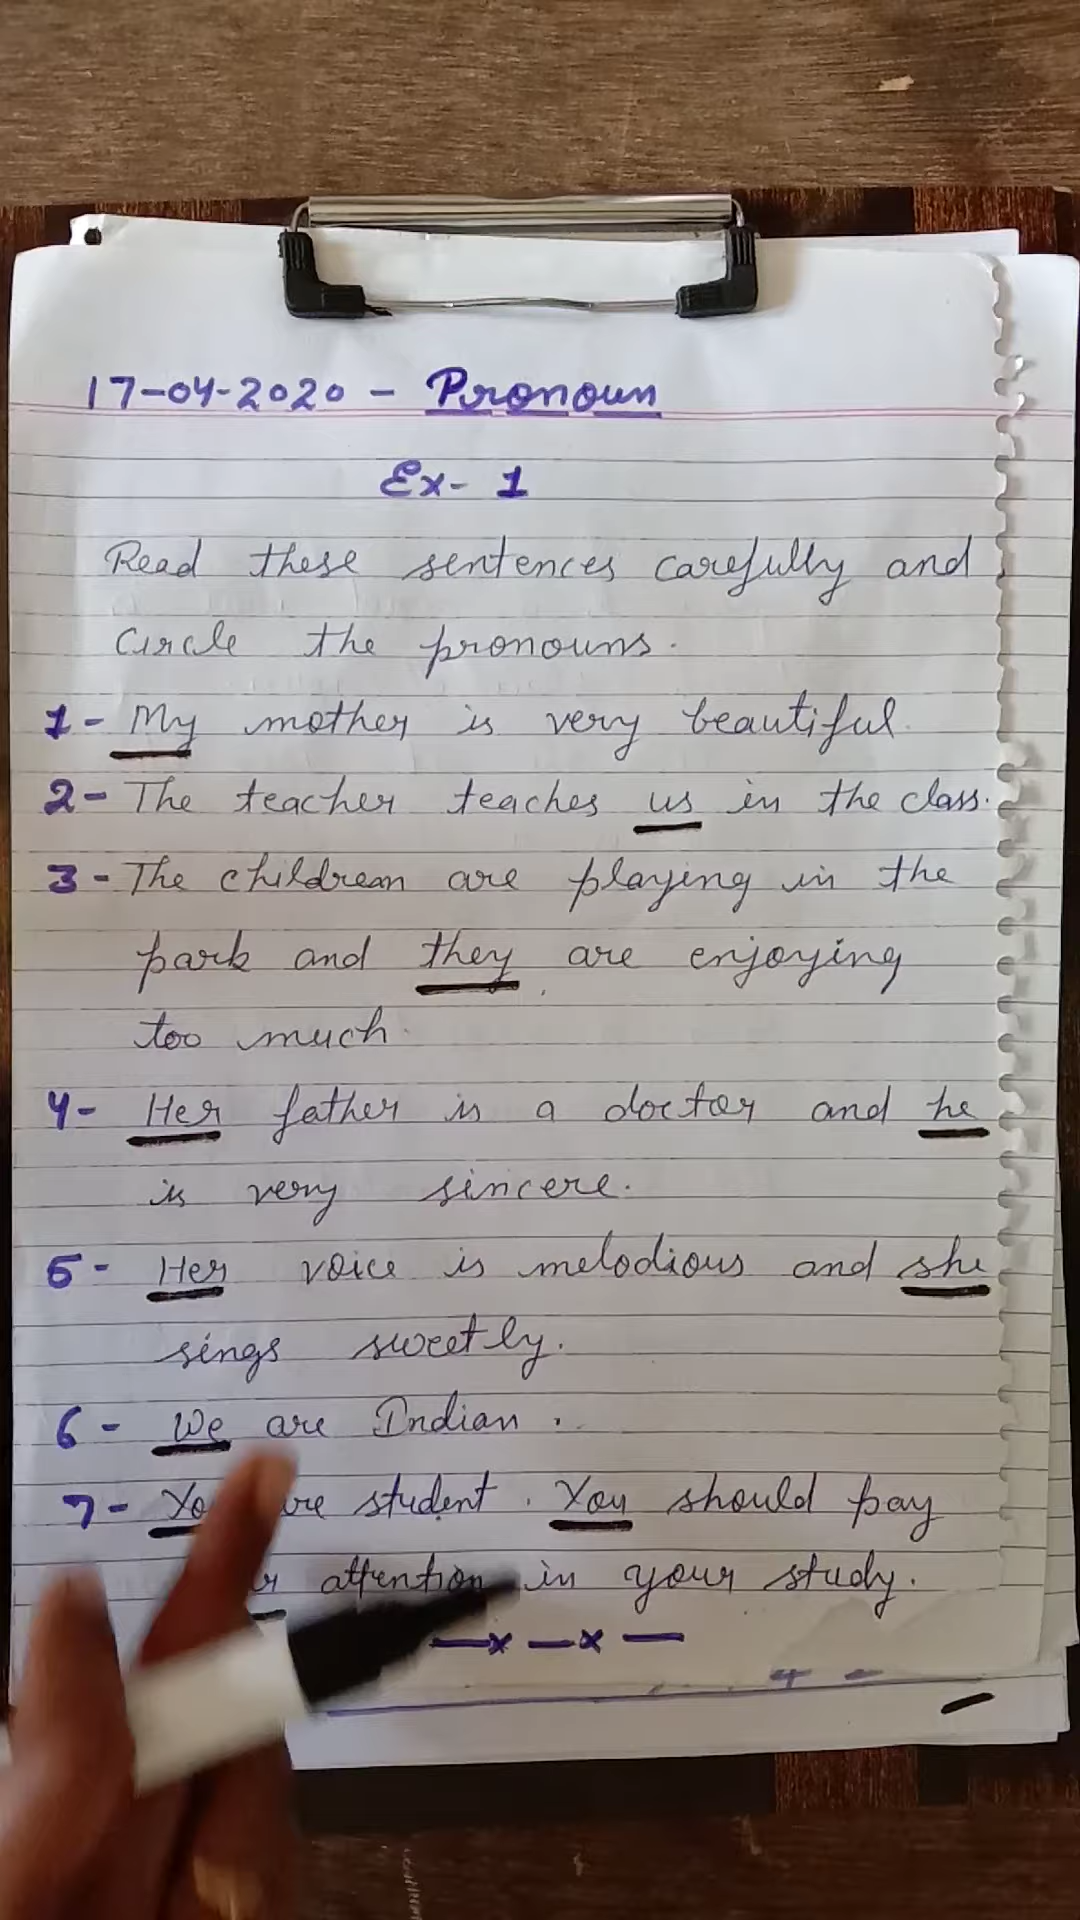 17-04-2020 - Pronoun
Ex- 1
Read these sentences carefully and
circle the pronouns.
1- My mother is very beautiful.
2- The teacher teaches us in the class.
3- The childrean are playing in the
park and they are enjoying
too much.
4- Her father is a doctor and he
is very sincere.
5- Her voice is melodious and she
sings sweetly.
6- We are Indian.
7- student. You should pay
attention in your study.
—x—x—